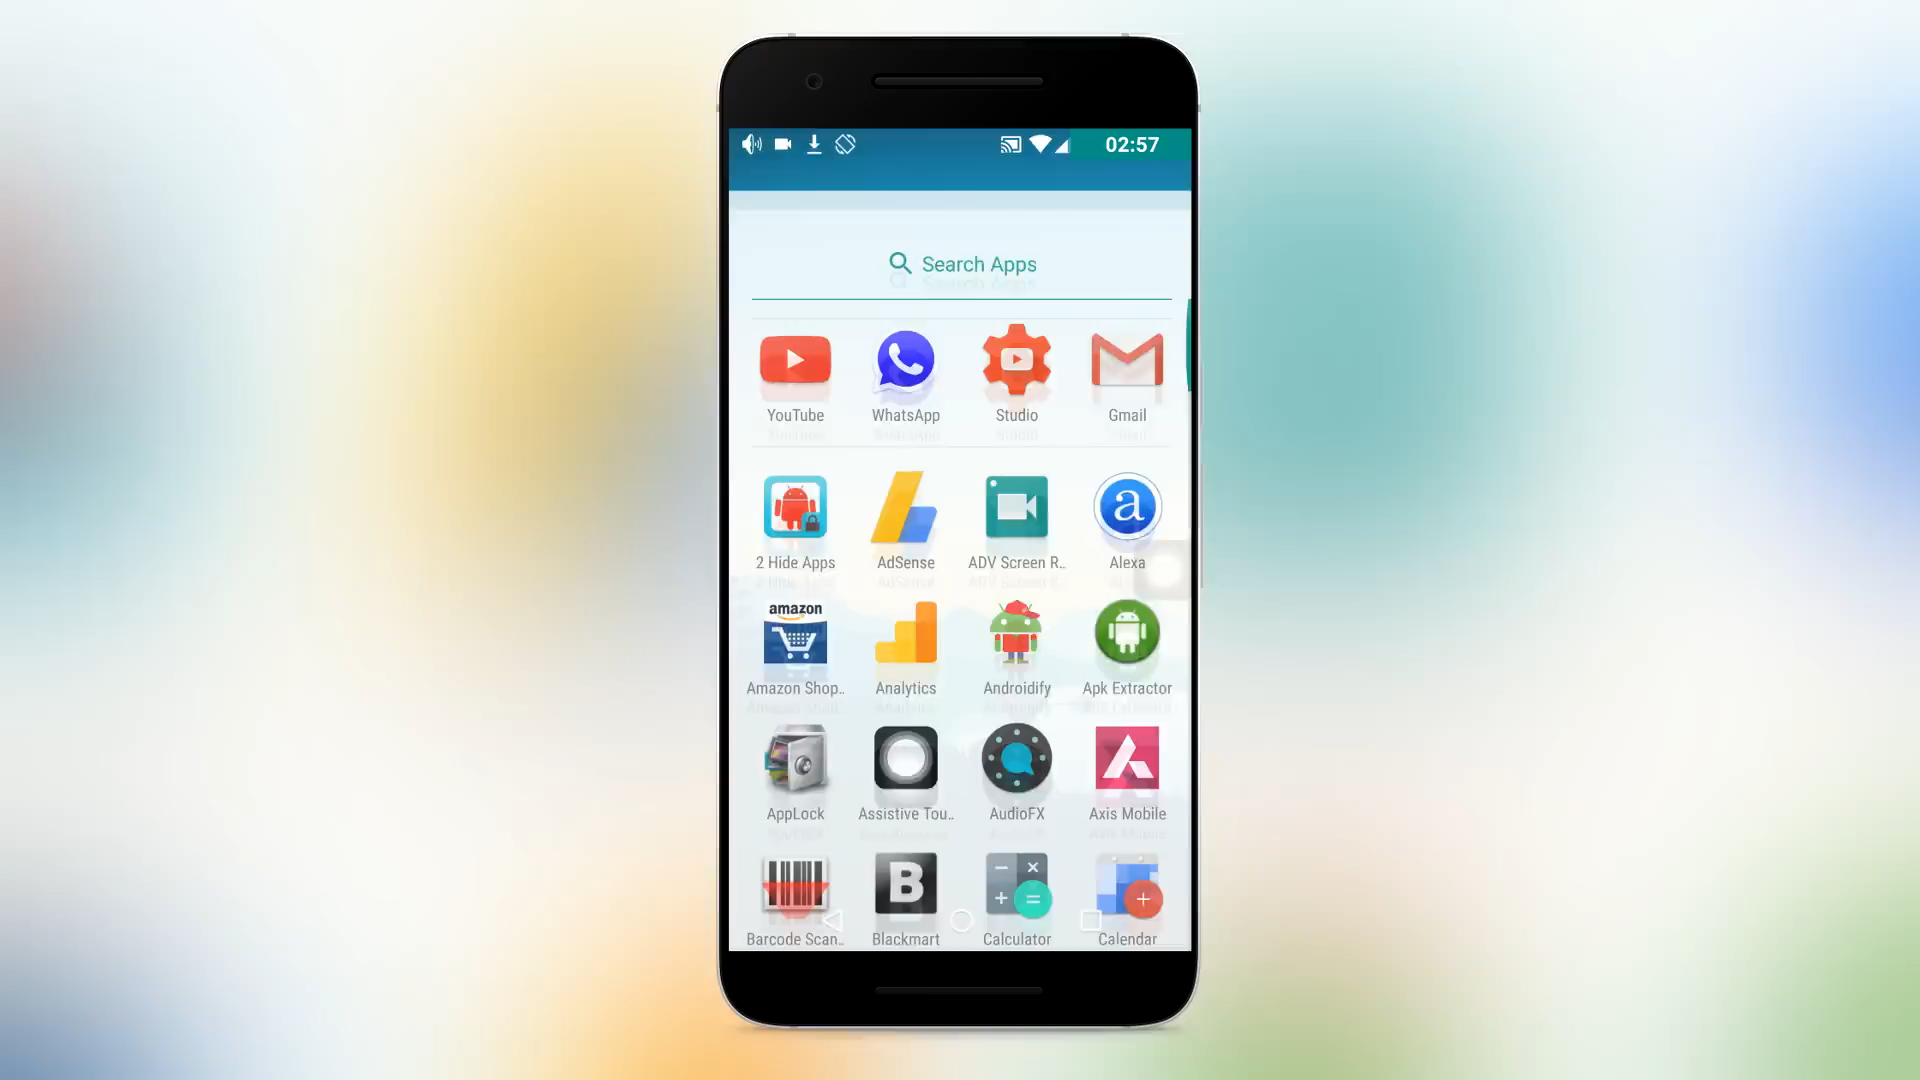 02:57
Search Apps
YouTube WhatsApp Studio Gmail
2 Hide Apps AdSense ADV Screen R.. Alexa
amazon
Amazon Shop.. Analytics Androidify Apk Extractor
AppLock Assistive Tou.. AudioFX Axis Mobile
B
Barcode Scan.. Blackmart Calculator Calendar